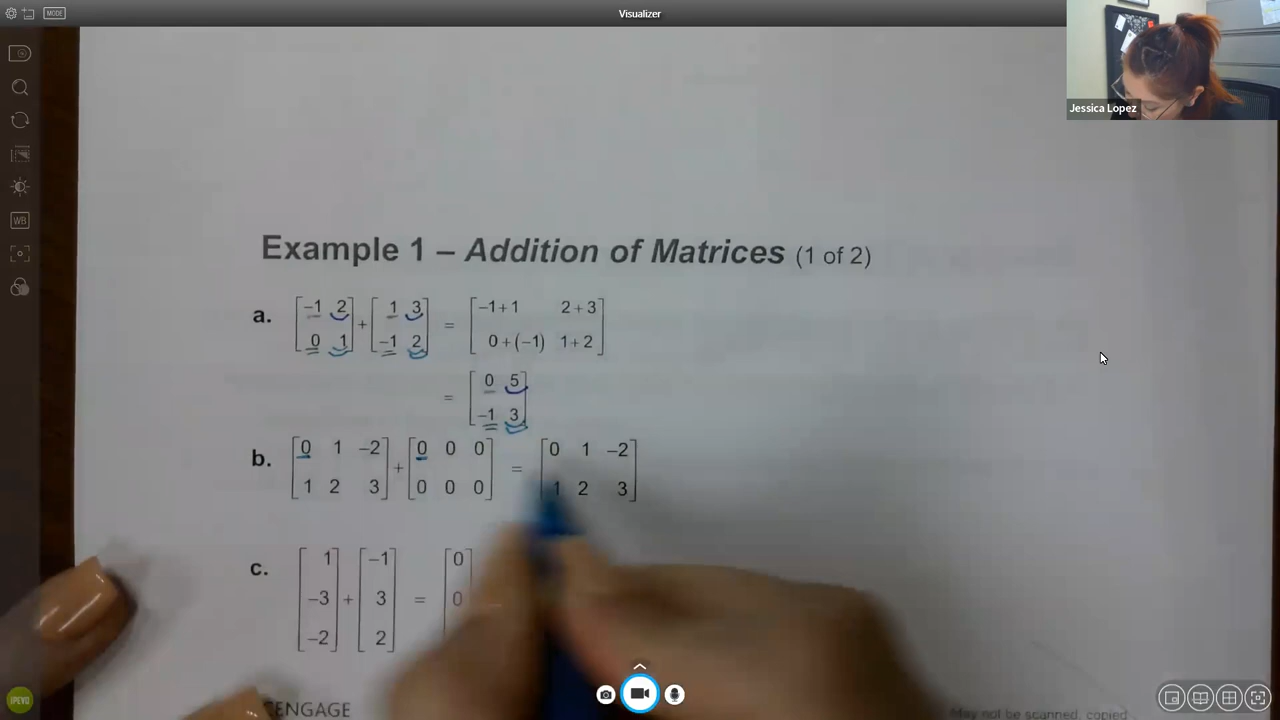 MODE
Visualizer
Jessica Lopez
WB
Example 1 – Addition of Matrices (1 of 2)
a. [−1 2] + [1 3] = [−1+1 2+3]
[0 1] [−1 2] [0+(−1) 1+2]
= [0 5]
[−1 3]
b. [0 1 −2] + [0 0 0] = [0 1 −2]
[1 2 3] [0 0 0] [1 2 3]
c. [1] [−1] [0]
[−3] + [3] = [0]
[−2] [2]
CENGAGE
May not be scanned, copied
IPEVO